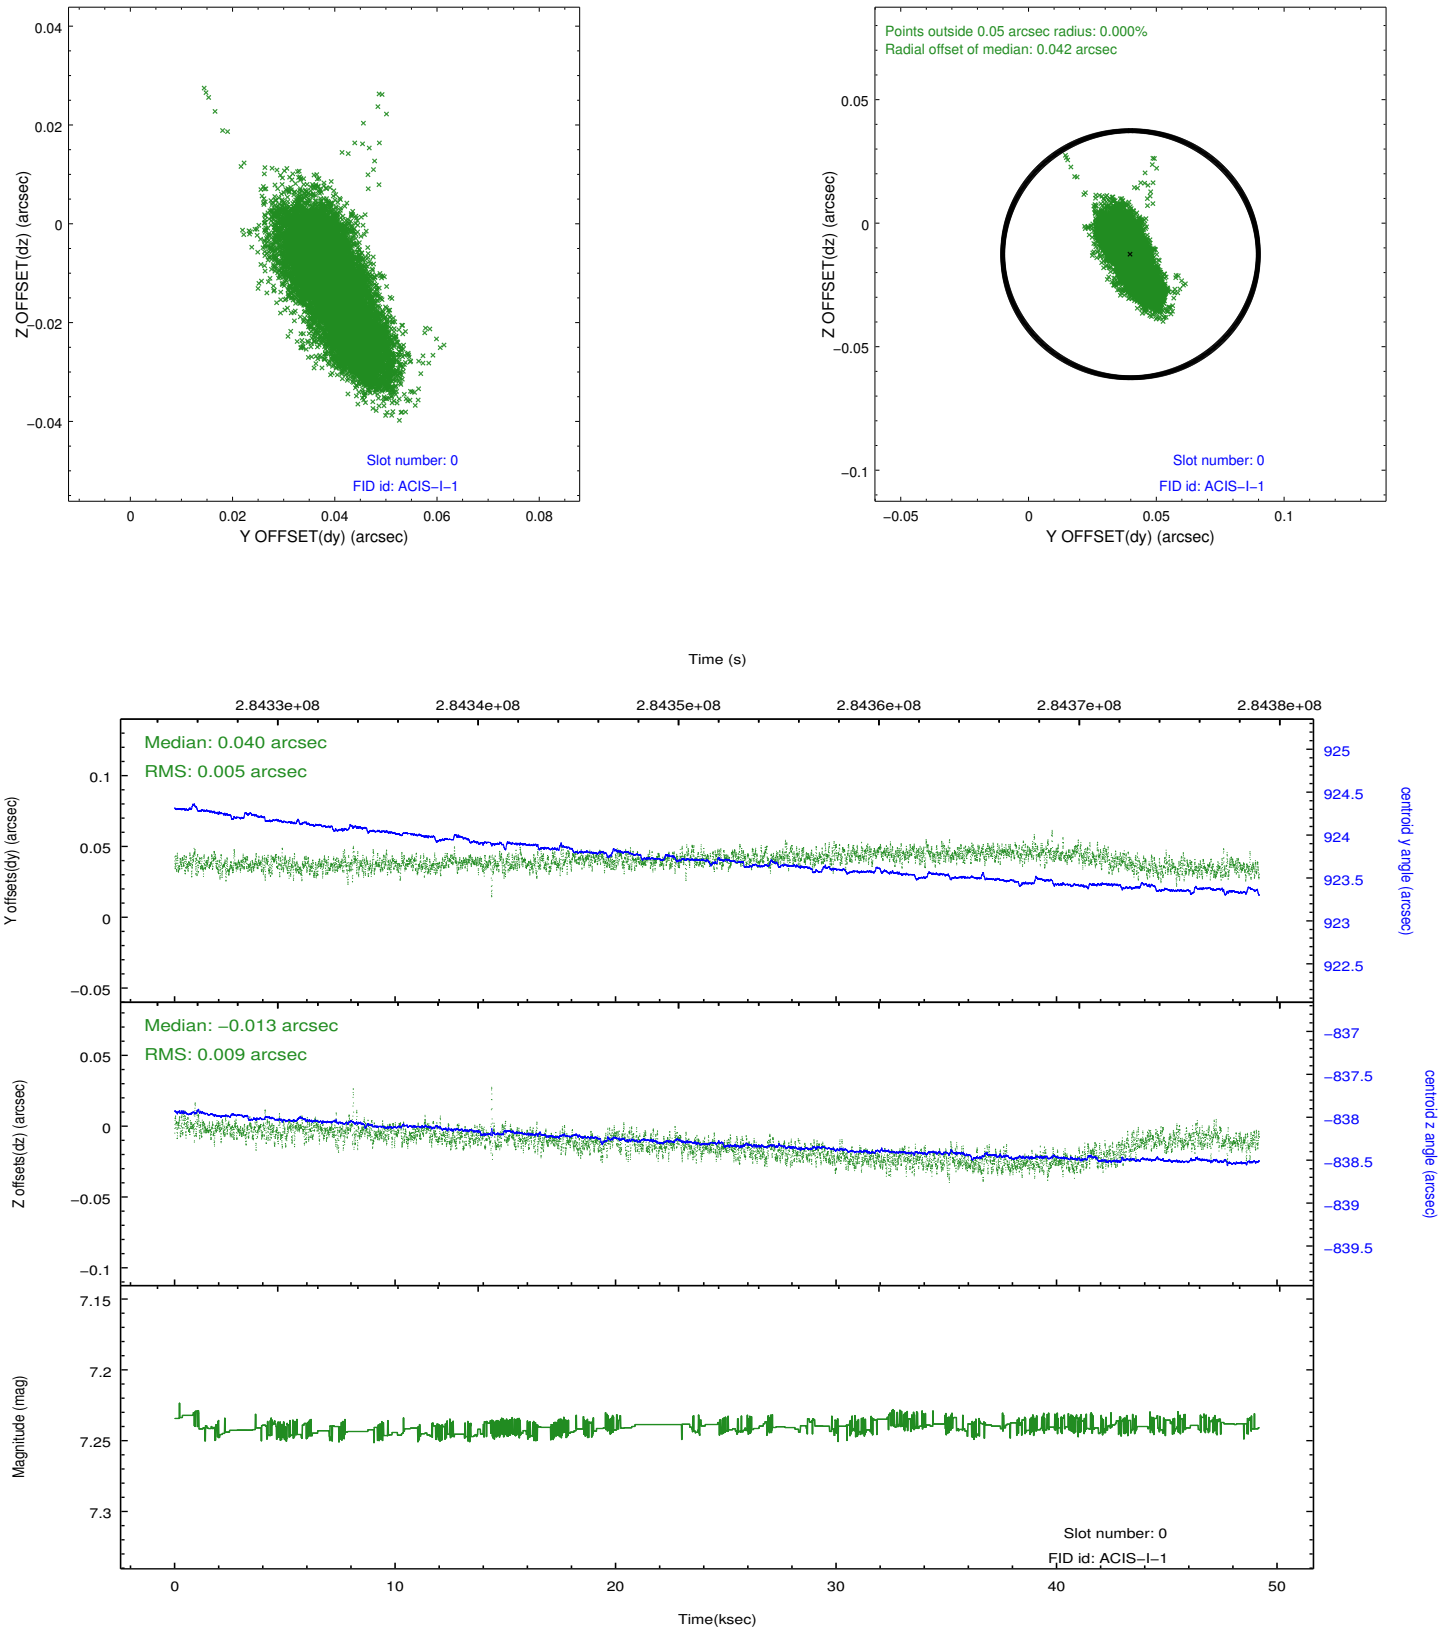 0.04
0.02
0
−0.02
−0.04
Z OFFSET(dz) (arcsec)
Slot number: 0
FID id: ACIS−I−1
0 0.02 0.04 0.06 0.08
Y OFFSET(dy) (arcsec)
Points outside 0.05 arcsec radius: 0.000%
Radial offset of median: 0.042 arcsec
0.05
0
−0.05
−0.1
Z OFFSET(dz) (arcsec)
Slot number: 0
FID id: ACIS−I−1
−0.05 0 0.05 0.1
Y OFFSET(dy) (arcsec)
Time (s)
2.8433e+08 2.8434e+08 2.8435e+08 2.8436e+08 2.8437e+08 2.8438e+08
Median: 0.040 arcsec
RMS: 0.005 arcsec
0.1
0.05
0
−0.05
Y offsets(dy) (arcsec)
925
924.5
924
923.5
923
922.5
centroid y angle (arcsec)
Median: −0.013 arcsec
RMS: 0.009 arcsec
0.05
0
−0.05
−0.1
Z offsets(dz) (arcsec)
−837
−837.5
−838
−838.5
−839
−839.5
centroid z angle (arcsec)
7.15
7.2
7.25
7.3
Magnitude (mag)
Slot number: 0
FID id: ACIS−I−1
0 10 20 30 40 50
Time(ksec)